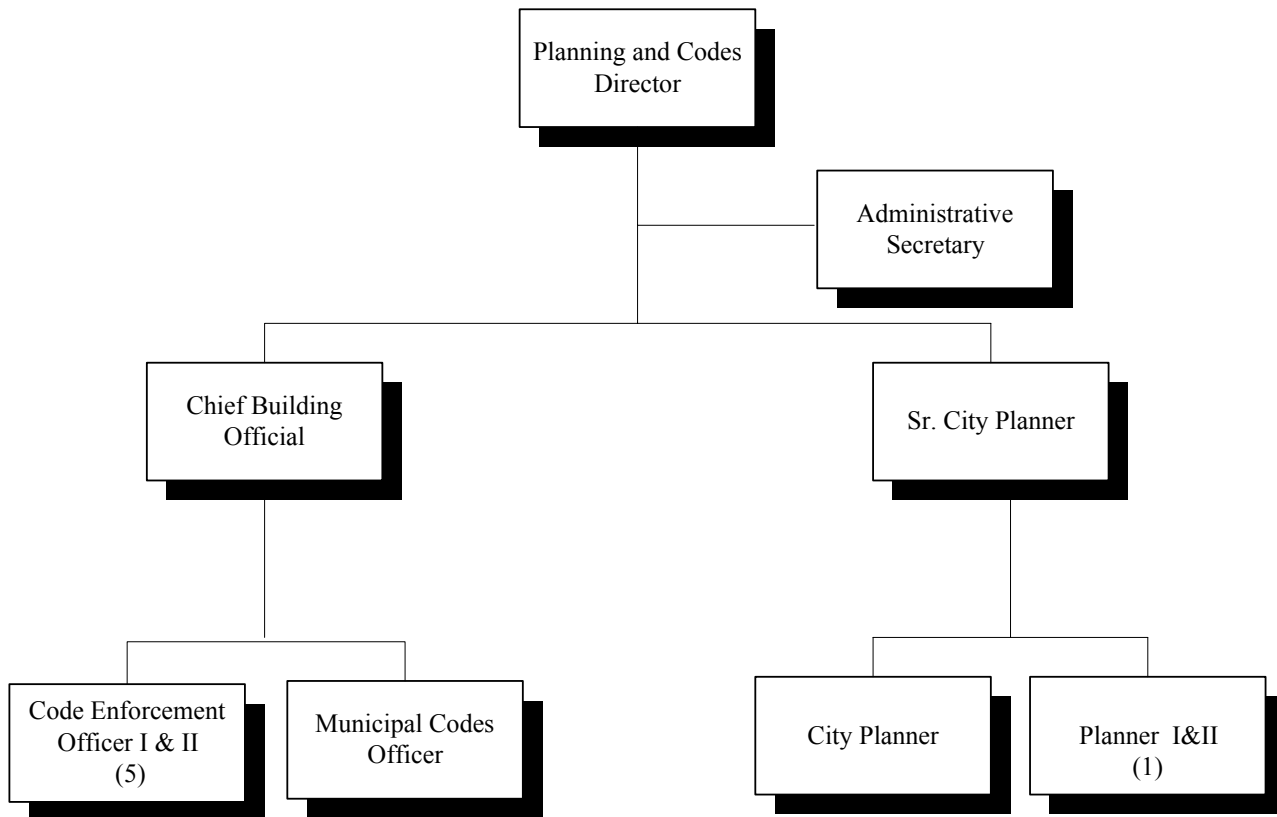 Planning and Codes
Director
Administrative
Secretary
Chief Building
Official
Sr. City Planner
Code Enforcement
Officer I & II
(5)
Municipal Codes
Officer
City Planner
Planner I&II
(1)